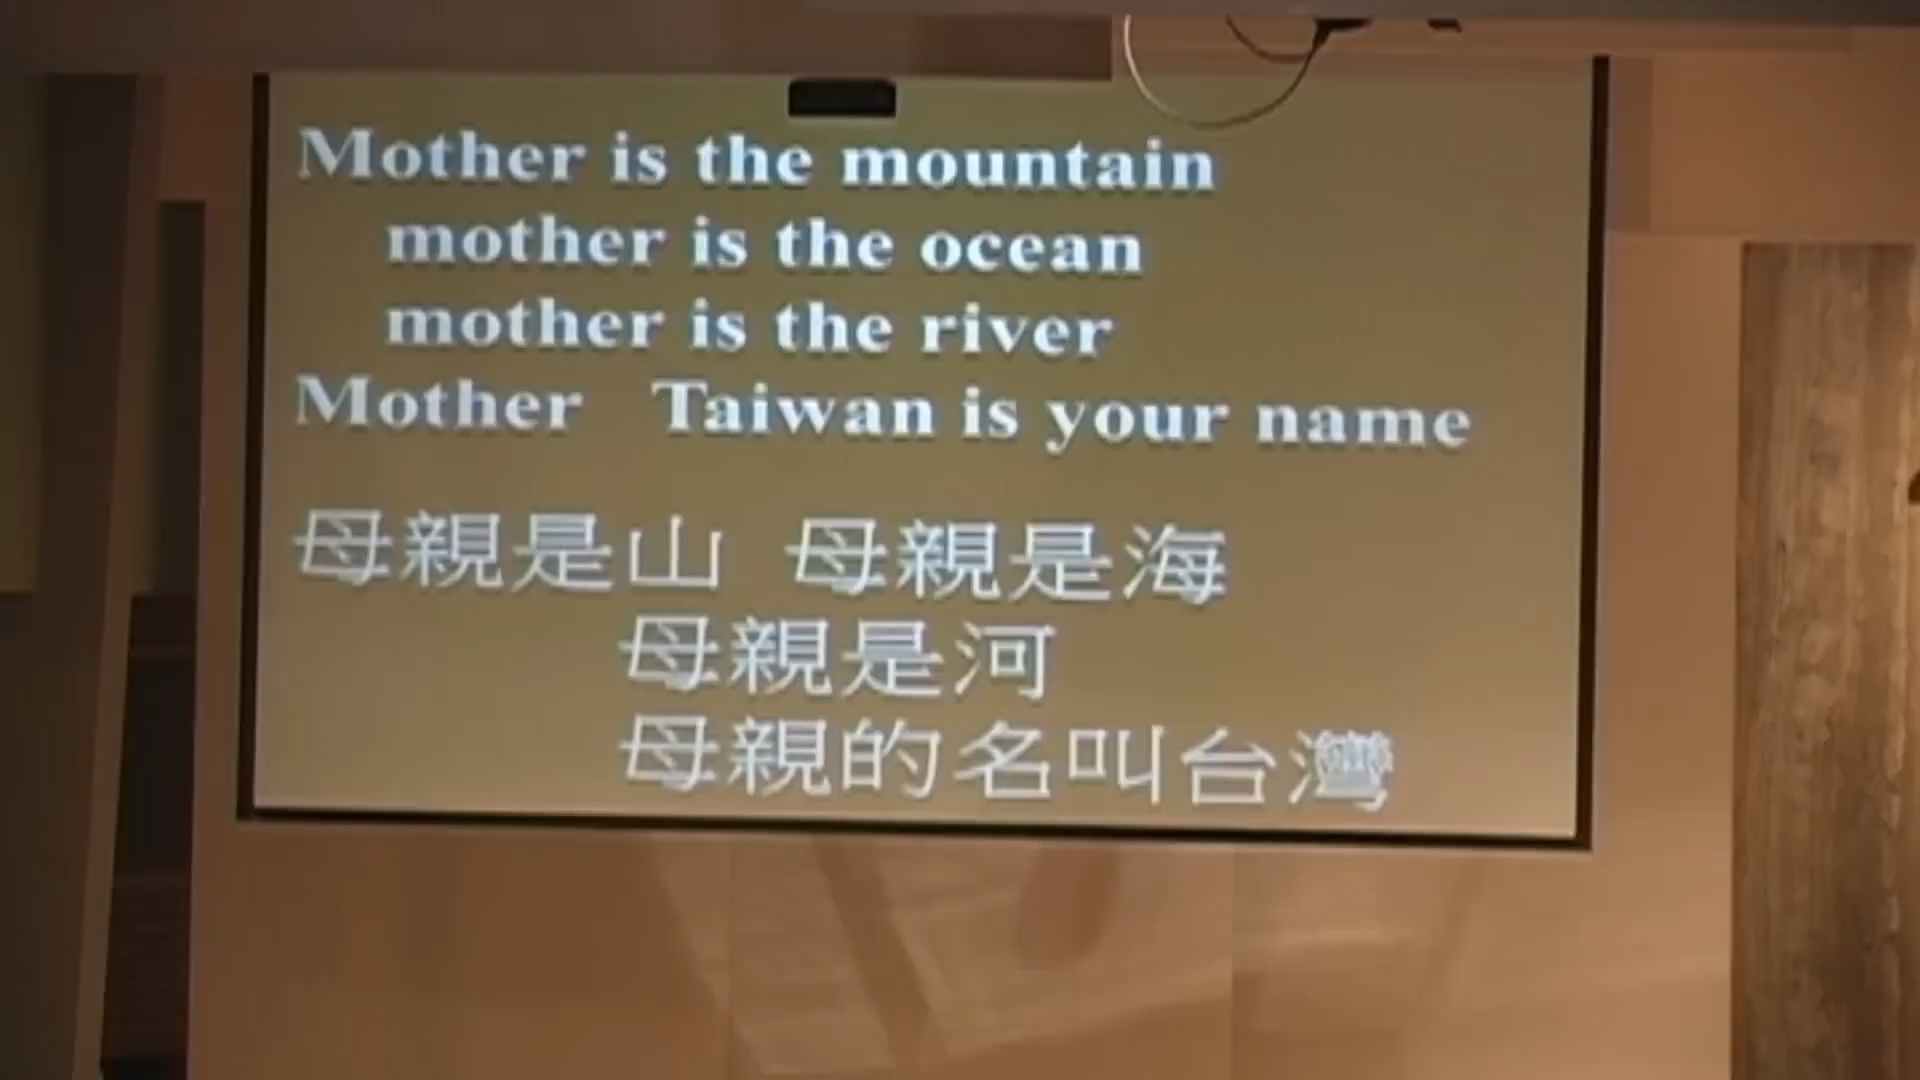 Mother is the mountain
mother is the ocean
mother is the river
Mother Taiwan is your name
母親是山 母親是海
母親是河
母親的名叫台灣